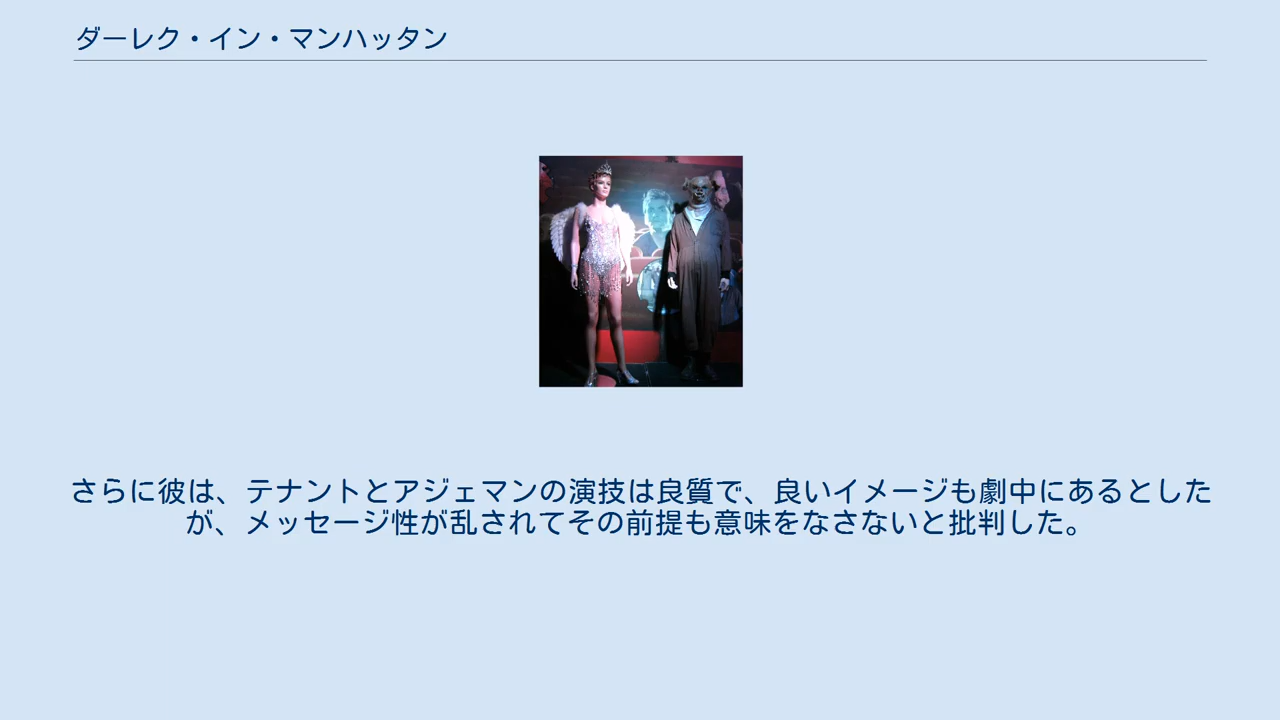 ダーレク・イン・マンハッタン
さらに彼は、テナントとアジェマンの演技は良質で、良いイメージも劇中にあるとした
が、メッセージ性が乱されてその前提も意味をなさないと批判した。